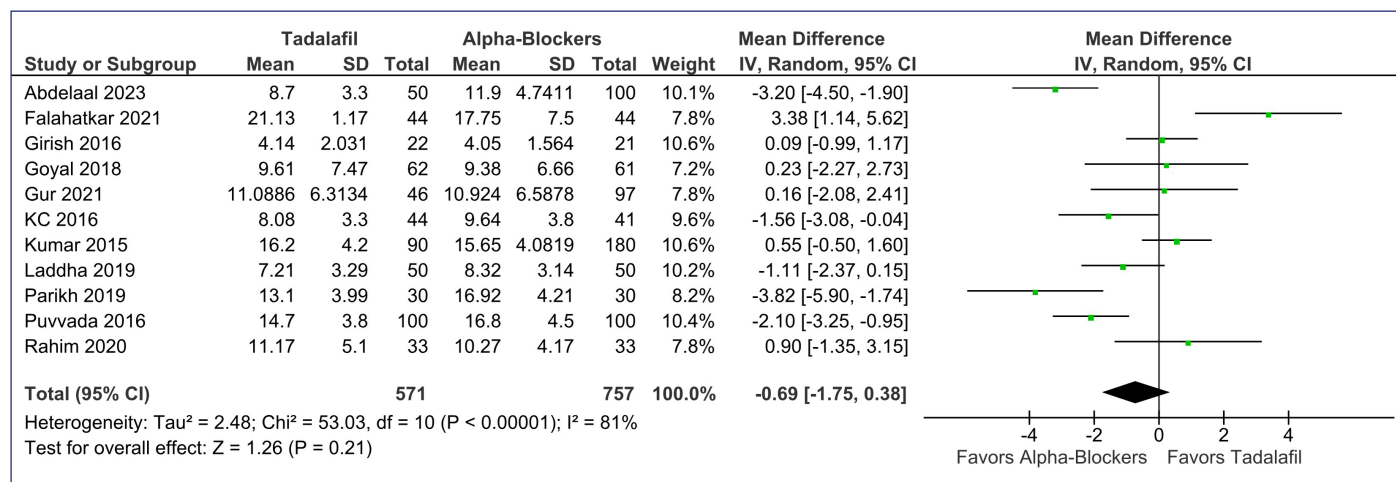 Tadalafil Alpha-Blockers Mean Difference Mean Difference
Study or Subgroup Mean SD Total Mean SD Total Weight IV, Random, 95% CI IV, Random, 95% CI
Abdelaal 2023 8.7 3.3 50 11.9 4.7411 100 10.1% -3.20 [-4.50, -1.90]
Falahatkar 2021 21.13 1.17 44 17.75 7.5 44 7.8% 3.38 [1.14, 5.62]
Girish 2016 4.14 2.031 22 4.05 1.564 21 10.6% 0.09 [-0.99, 1.17]
Goyal 2018 9.61 7.47 62 9.38 6.66 61 7.2% 0.23 [-2.27, 2.73]
Gur 2021 11.0886 6.3134 46 10.924 6.5878 97 7.8% 0.16 [-2.08, 2.41]
KC 2016 8.08 3.3 44 9.64 3.8 41 9.6% -1.56 [-3.08, -0.04]
Kumar 2015 16.2 4.2 90 15.65 4.0819 180 10.6% 0.55 [-0.50, 1.60]
Laddha 2019 7.21 3.29 50 8.32 3.14 50 10.2% -1.11 [-2.37, 0.15]
Parikh 2019 13.1 3.99 30 16.92 4.21 30 8.2% -3.82 [-5.90, -1.74]
Puvvada 2016 14.7 3.8 100 16.8 4.5 100 10.4% -2.10 [-3.25, -0.95]
Rahim 2020 11.17 5.1 33 10.27 4.17 33 7.8% 0.90 [-1.35, 3.15]
Total (95% CI) 571 757 100.0% -0.69 [-1.75, 0.38]
Heterogeneity: Tau² = 2.48; Chi² = 53.03, df = 10 (P < 0.00001); I² = 81%
Test for overall effect: Z = 1.26 (P = 0.21)
-4 -2 0 2 4
Favors Alpha-Blockers Favors Tadalafil